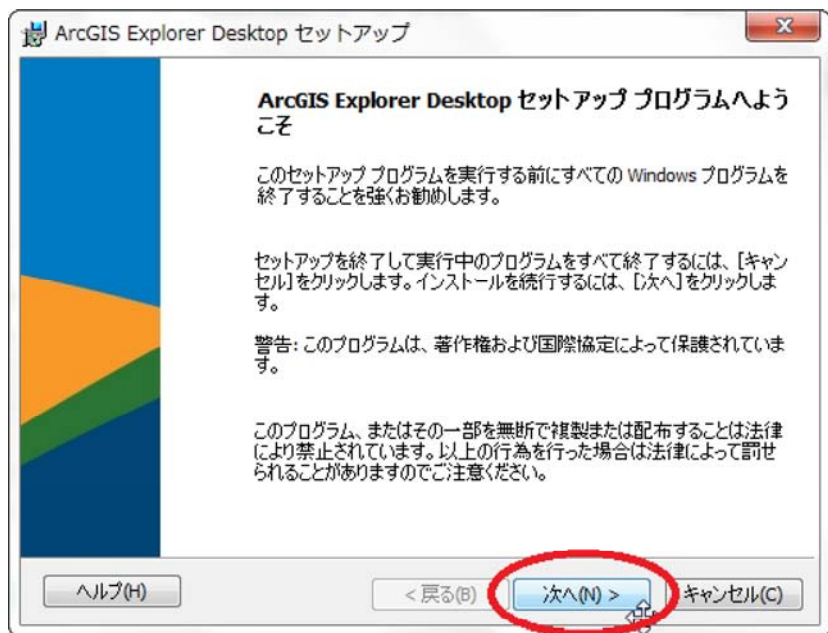 ArcGIS Explorer Desktop セットアップ
ArcGIS Explorer Desktop セットアップ プログラムへよう
こそ
このセットアップ プログラムを実行する前にすべての Windows プログラムを
終了することを強くお勧めします。
セットアップを終了して実行中のプログラムをすべて終了するには、[キャン
セル]をクリックします。インストールを続行するには、[次へ]をクリックしま
す。
警告: このプログラムは、著作権および国際協定によって保護されていま
す。
このプログラム、またはその一部を無断で複製または配布することは法律
により禁止されています。以上の行為を行った場合は法律によって罰せ
られることがありますのでご注意ください。
ヘルプ(H) < 戻る(B) 次へ(N) > キャンセル(C)